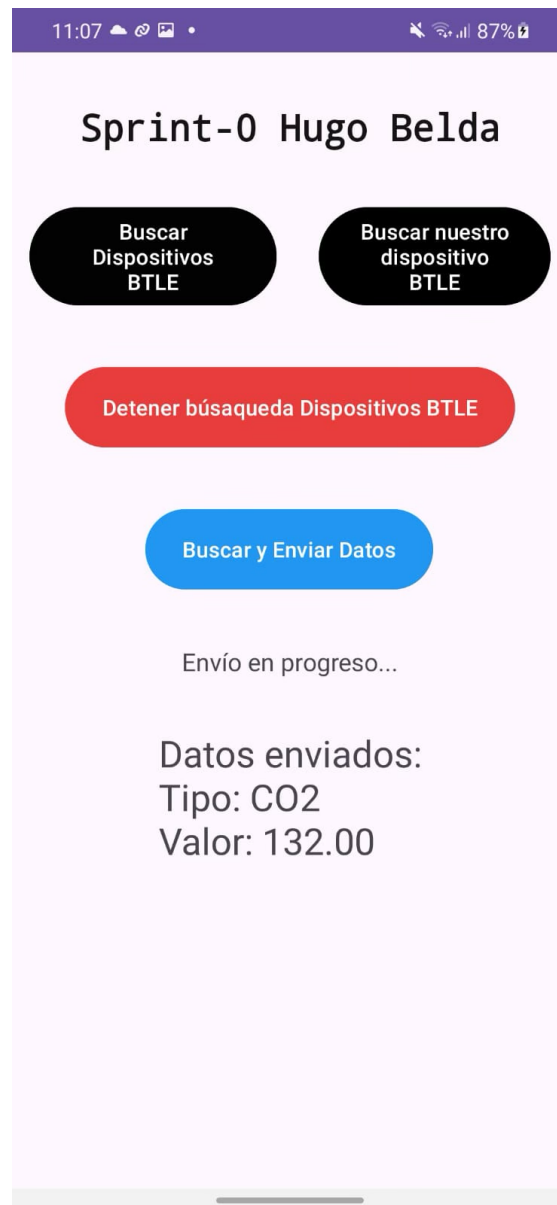 11:07 87%
Sprint-0 Hugo Belda
Buscar
Dispositivos
BTLE
Buscar nuestro
dispositivo
BTLE
Detener búsaqueda Dispositivos BTLE
Buscar y Enviar Datos
Envío en progreso...
Datos enviados:
Tipo: CO2
Valor: 132.00